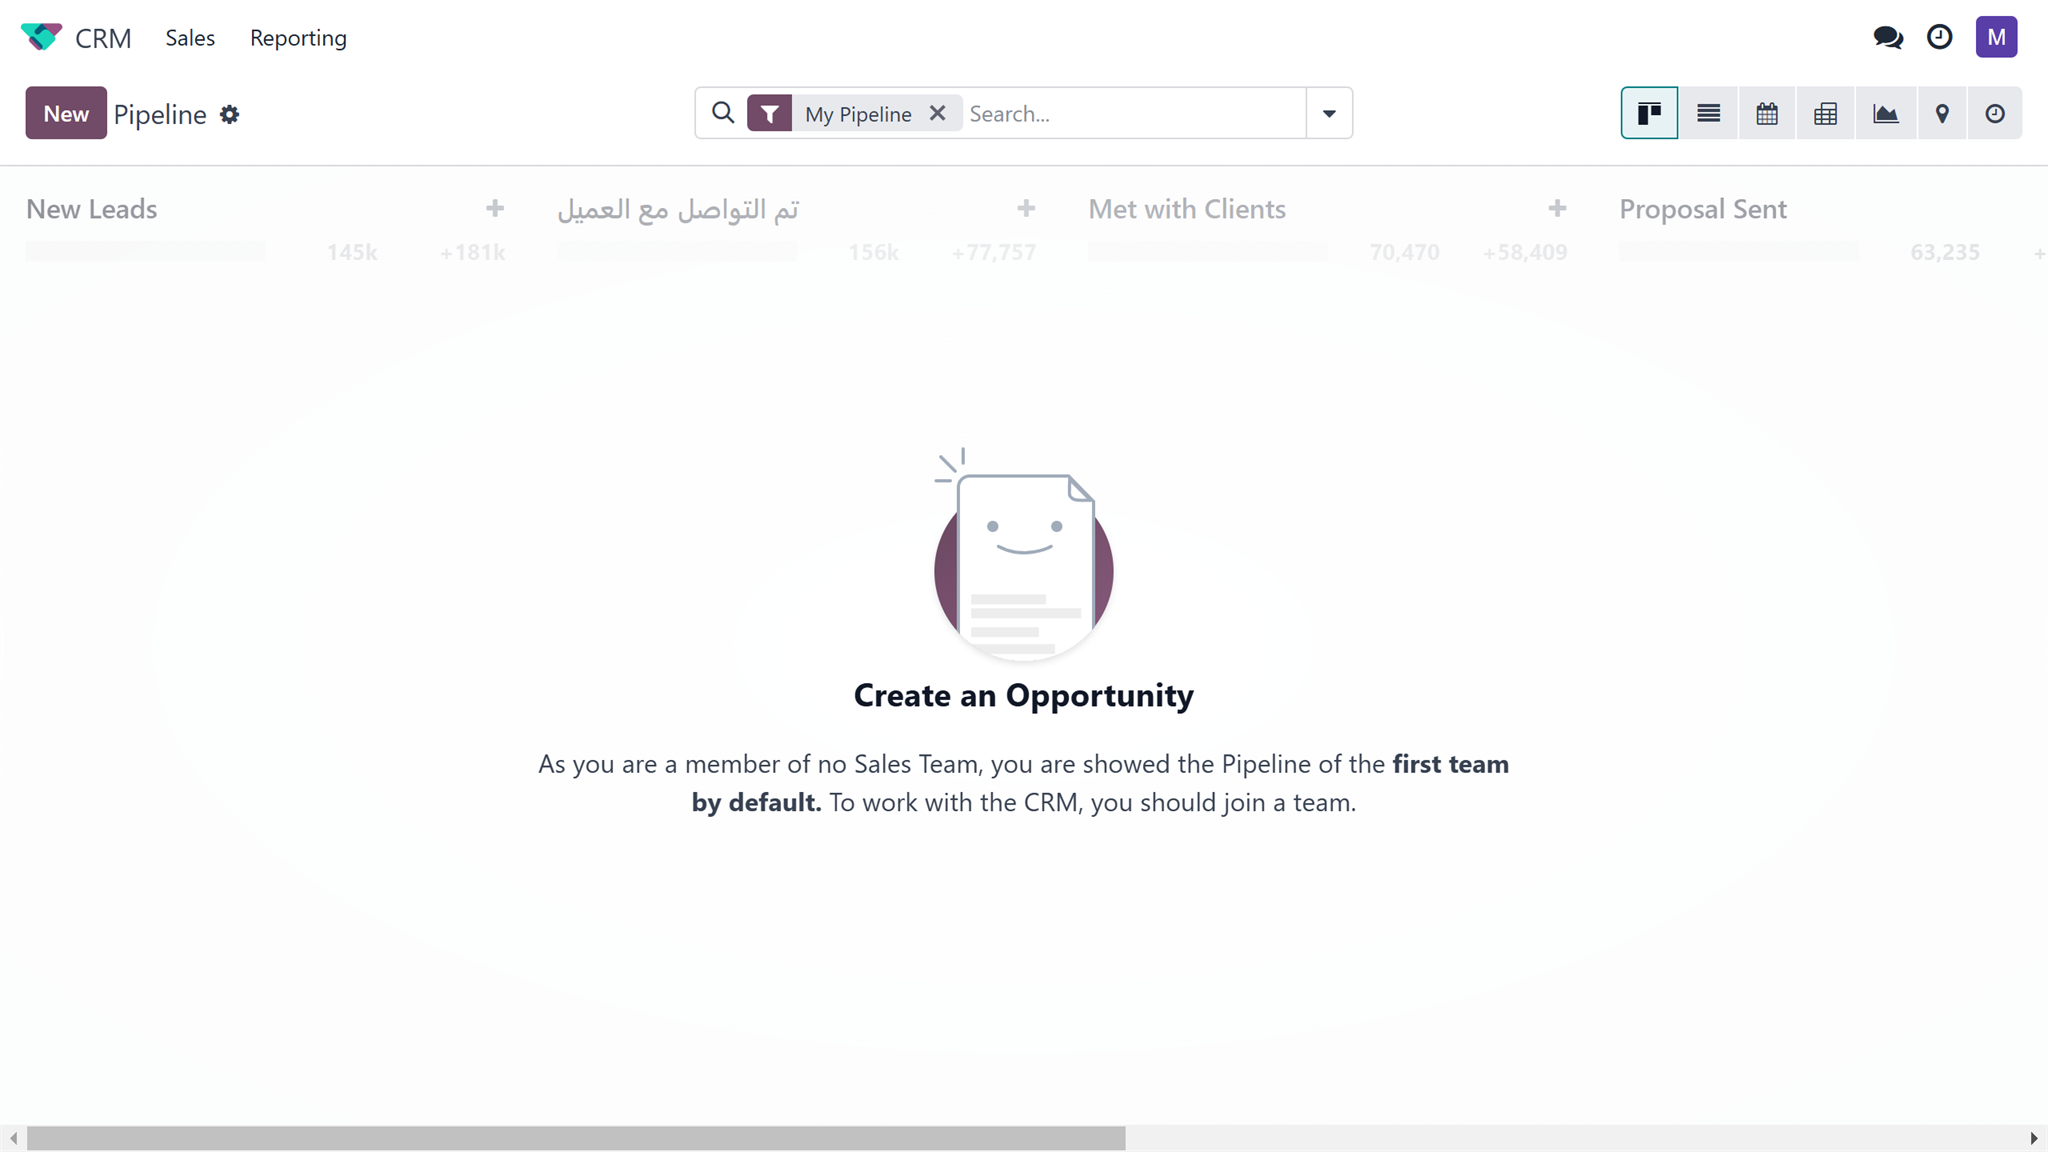 CRM Sales Reporting M
New Pipeline My Pipeline Search...
New Leads تم التواصل مع العميل Met with Clients Proposal Sent
145k +181k 156k +77,757 70,470 +58,409 63,235 +
Create an Opportunity
As you are a member of no Sales Team, you are showed the Pipeline of the first team
by default. To work with the CRM, you should join a team.